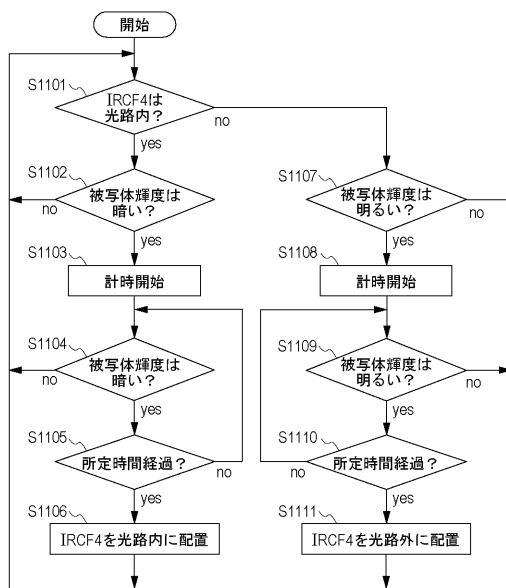 開始
S1101
IRCF4は
光路内？
no
yes
S1102
被写体輝度は
暗い？
no
yes
S1103
計時開始
S1104
被写体輝度は
暗い？
no
yes
S1105
所定時間経過？
no
yes
S1106
IRCF4を光路内に配置
S1107
被写体輝度は
明るい？
no
yes
S1108
計時開始
S1109
被写体輝度は
明るい？
no
yes
S1110
所定時間経過？
no
yes
S1111
IRCF4を光路外に配置